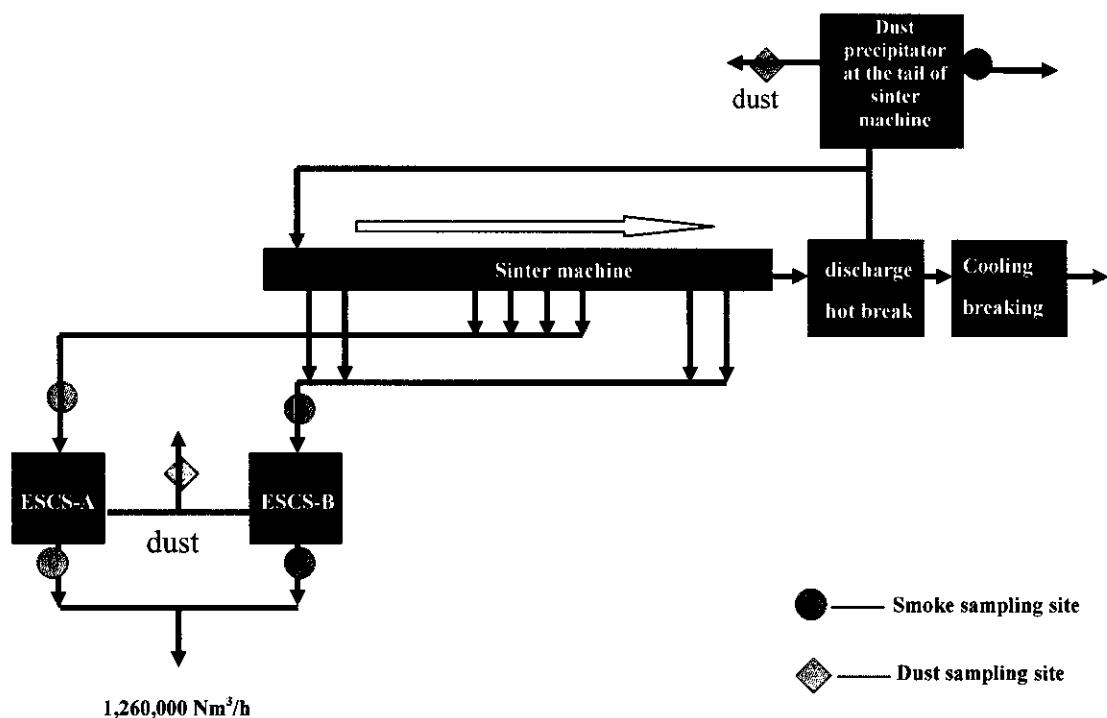 Dust
precipitator
at the tail of
sinter
machine
dust
Sinter machine
discharge
hot break
Cooling
breaking
ESCS-A
ESCS-B
dust
Smoke sampling site
Dust sampling site
1,260,000 Nm³/h